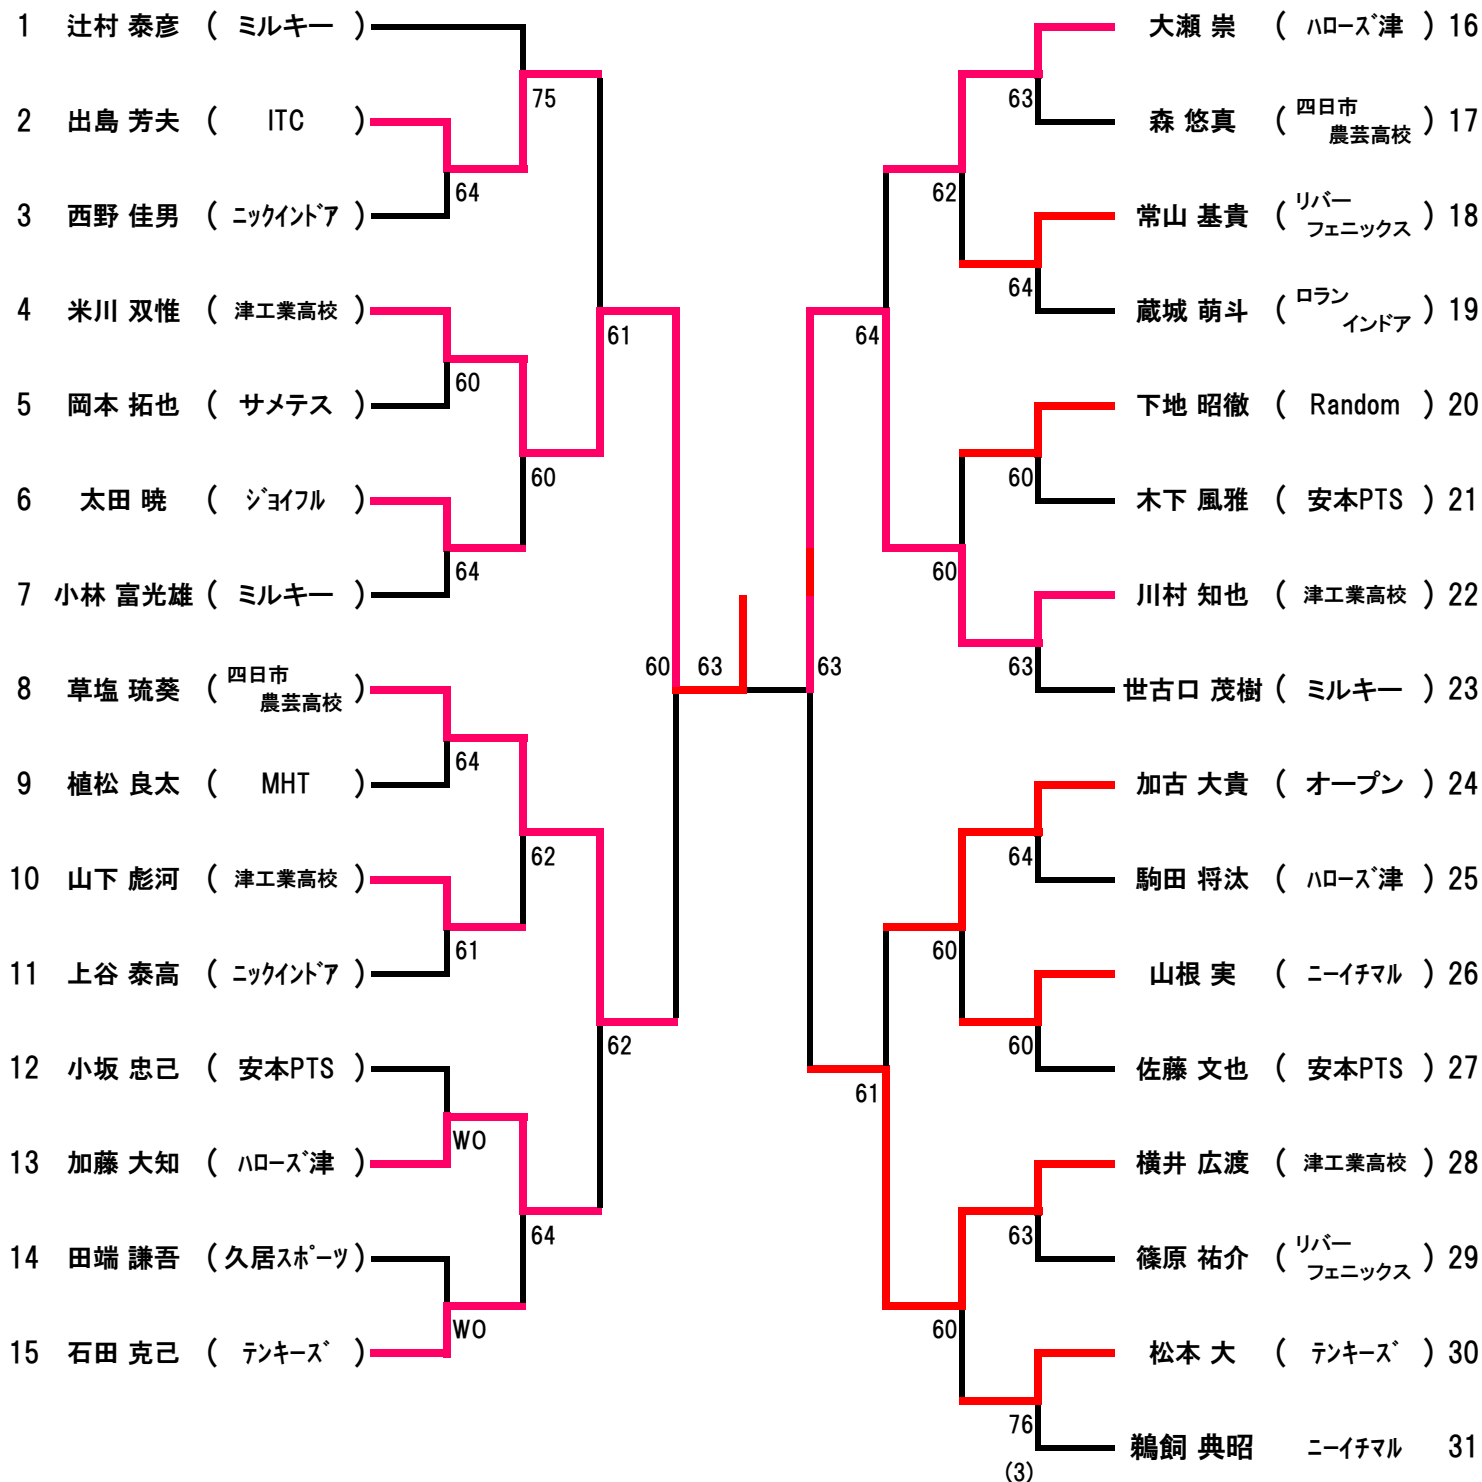 1 辻村 泰彦 ( ミルキー )
75
2 出島 芳夫 ( ITC )
64
3 西野 佳男 ( ニックインドア )
4 米川 双惟 ( 津工業高校 )
61
60
5 岡本 拓也 ( サメテス )
60
6 太田 暁 ( ジョイフル )
64
7 小林 富光雄 ( ミルキー )
60 63 63
8 草塩 琉葵 ( 四日市
農芸高校 )
64
9 植松 良太 ( MHT )
62
10 山下 彪河 ( 津工業高校 )
61
11 上谷 泰高 ( ニックインドア )
62
12 小坂 忠己 ( 安本PTS )
WO
13 加藤 大知 ( ハローズ津 )
64
14 田端 謙吾 ( 久居スポーツ )
WO
15 石田 克己 ( テンキーズ )
大瀬 崇 ( ハローズ津 ) 16
63
森 悠真 ( 四日市
農芸高校 ) 17
62
常山 基貴 ( リバー
フェニックス ) 18
64
蔵城 萌斗 ( ロラン
インドア ) 19
64
下地 昭徹 ( Random ) 20
60
木下 風雅 ( 安本PTS ) 21
60
川村 知也 ( 津工業高校 ) 22
63
世古口 茂樹 ( ミルキー ) 23
加古 大貴 ( オープン ) 24
64
駒田 将汰 ( ハローズ津 ) 25
60
山根 実 ( ニーイチマル ) 26
60
佐藤 文也 ( 安本PTS ) 27
61
横井 広渡 ( 津工業高校 ) 28
63
篠原 祐介 ( リバー
フェニックス ) 29
60
松本 大 ( テンキーズ ) 30
76
(3)
鵜飼 典昭 ニーイチマル 31